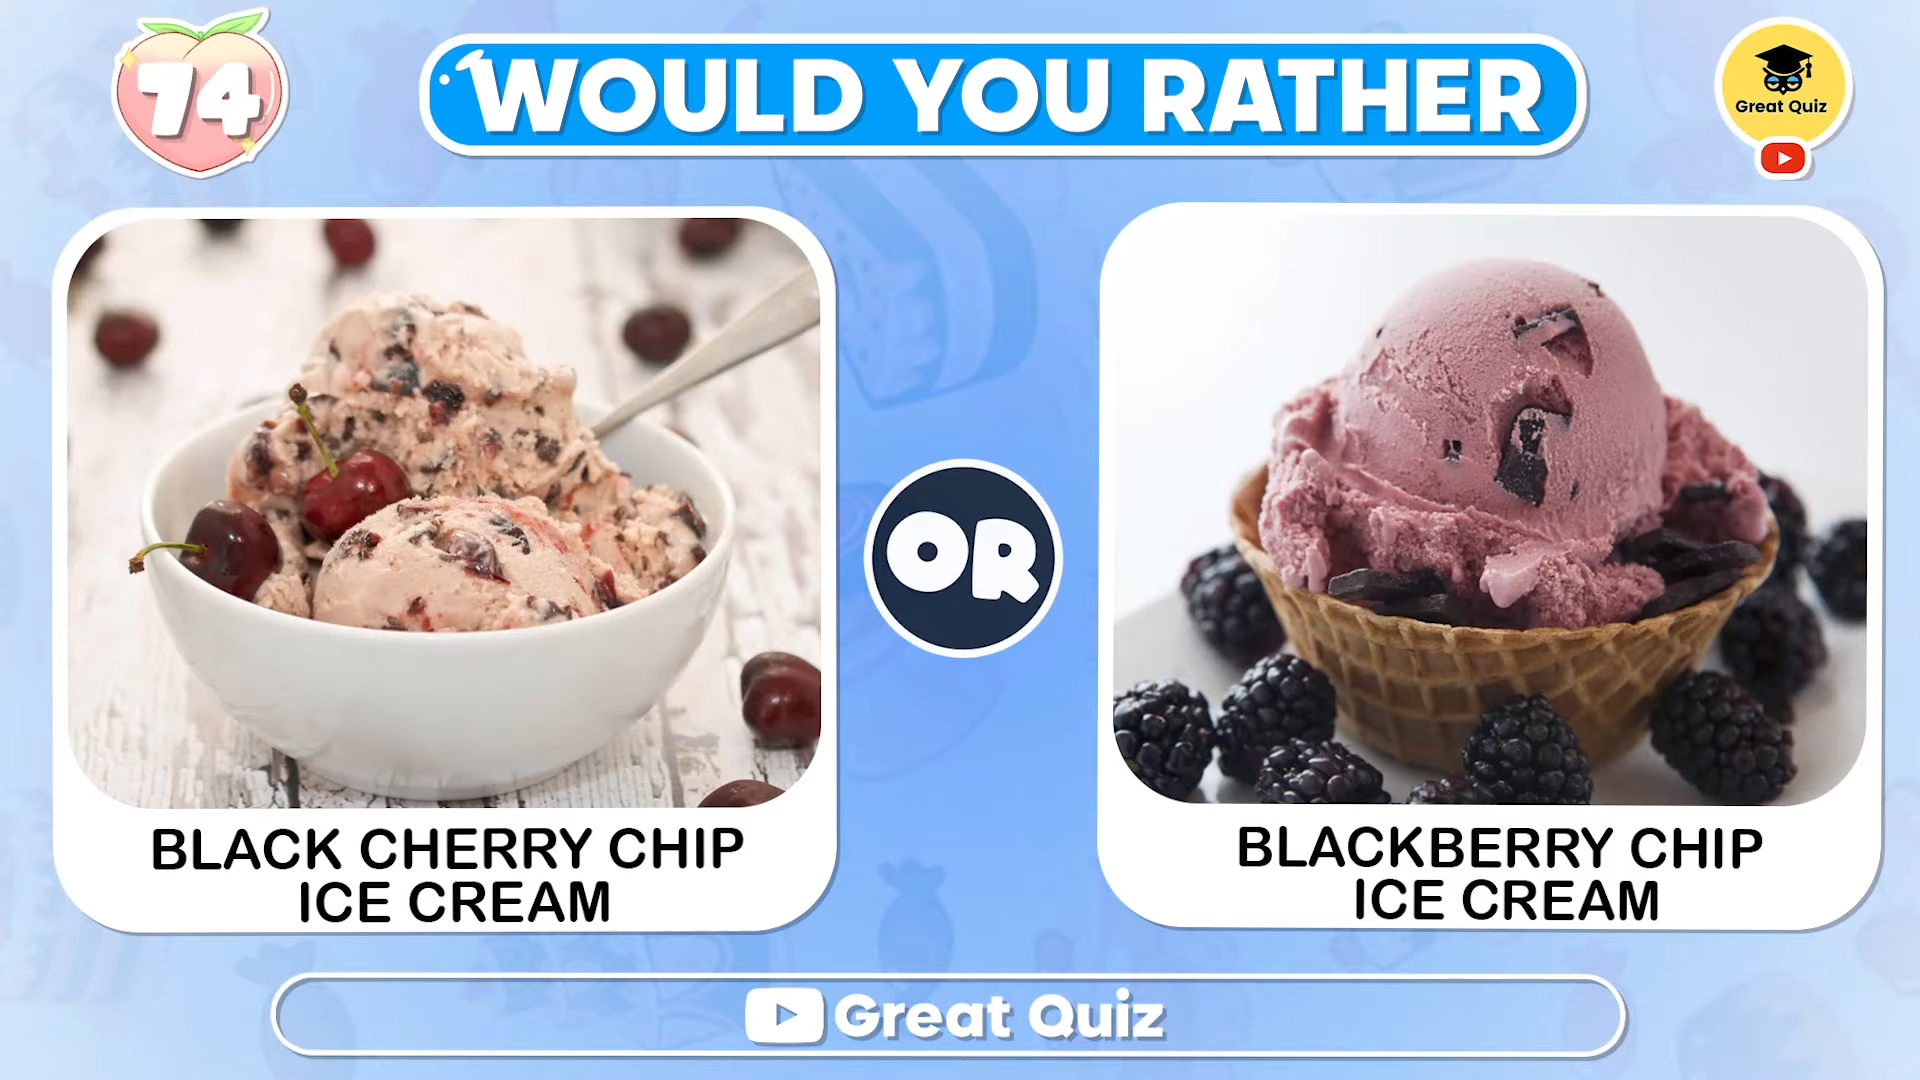 74
WOULD YOU RATHER
Great Quiz
OR
BLACK CHERRY CHIP
ICE CREAM
BLACKBERRY CHIP
ICE CREAM
Great Quiz